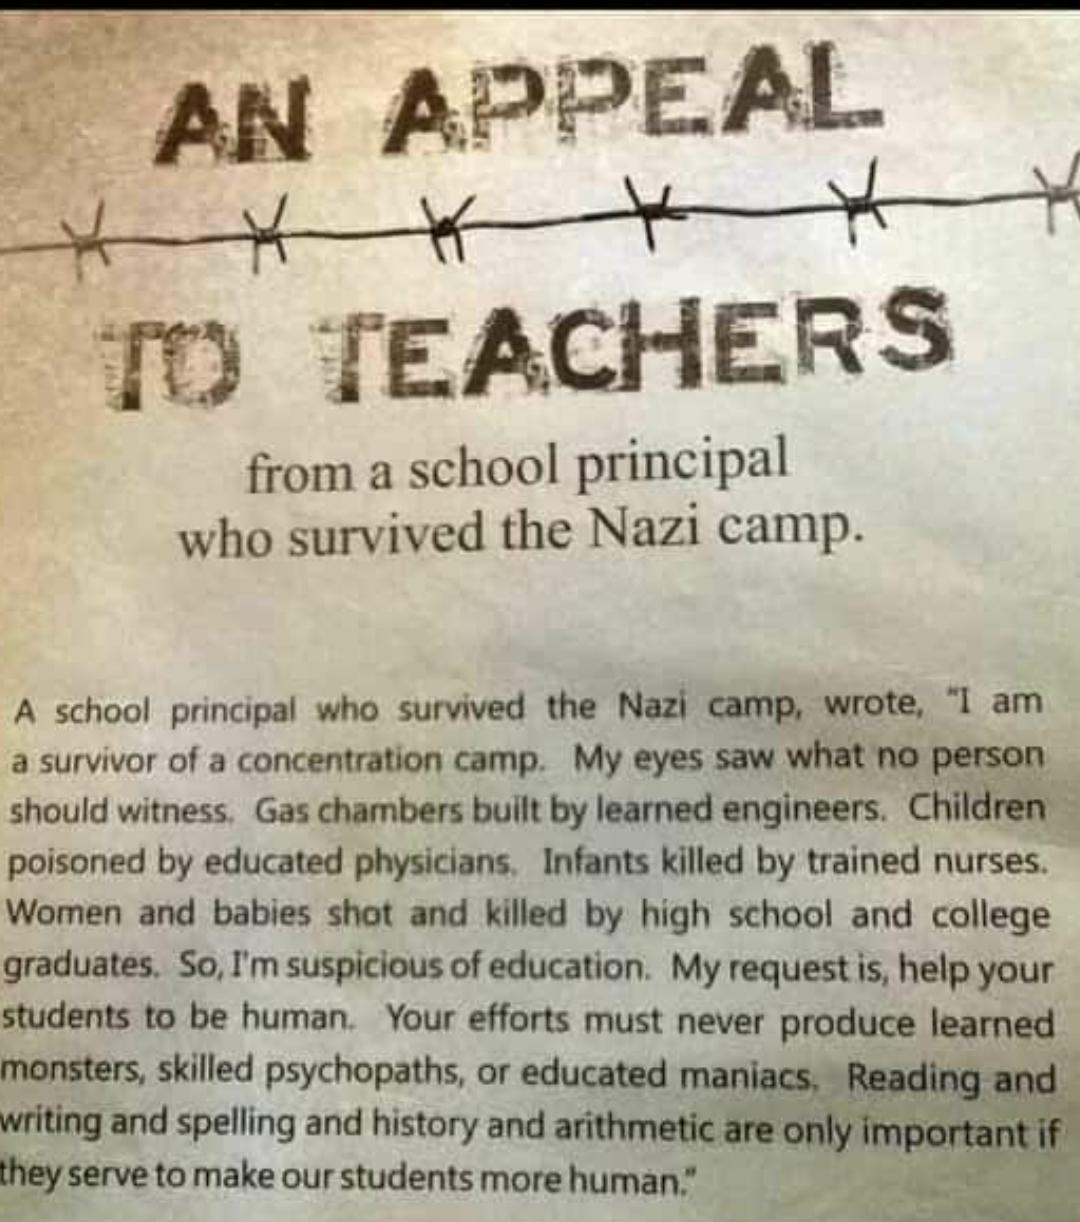 AN APPEAL
TO TEACHERS
from a school principal
who survived the Nazi camp.
A school principal who survived the Nazi camp, wrote, "I am
a survivor of a concentration camp. My eyes saw what no person
should witness. Gas chambers built by learned engineers. Children
poisoned by educated physicians. Infants killed by trained nurses.
Women and babies shot and killed by high school and college
graduates. So, I'm suspicious of education. My request is, help your
students to be human. Your efforts must never produce learned
monsters, skilled psychopaths, or educated maniacs. Reading and
writing and spelling and history and arithmetic are only important if
they serve to make our students more human."